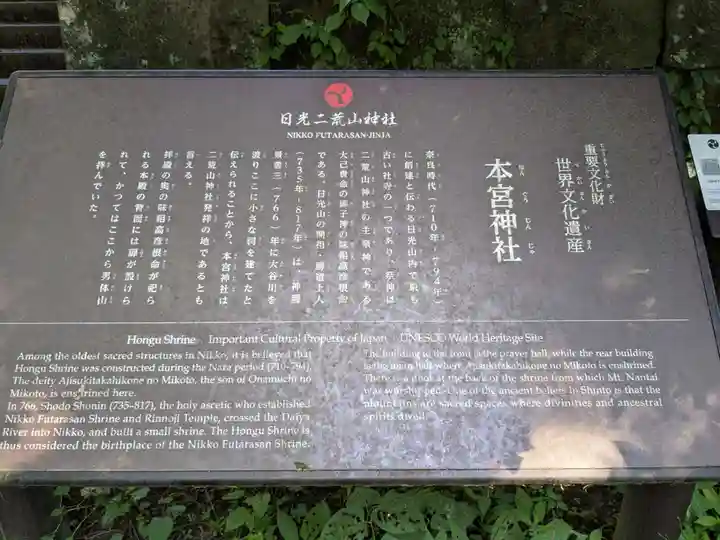 日光二荒山神社
NIKKO FUTARASAN-JINJA
重要文化財
世界文化遺産
本宮神社
奈良時代（710年～794年）
に創建と伝わる日光山内で最も
古い社寺の一つであり、祭神は
二荒山神社の主祭神である
大己貴命の御子神の味耜高彦根命
である。日光山の開祖・勝道上人
（735年～817年）は、神護
景雲三（766）年に大谷川を
渡りここに小さな祠を建てたと
伝えられることから、本宮神社は
二荒山神社発祥の地であるとも
言える。
拝殿の奥の味耜高彦根命が祀ら
れる本殿の背面には扉が設けら
れて、かつてはここから男体山
を拝んでいた。
Hongu Shrine Important Cultural Property of Japan UNESCO World Heritage Site
Among the oldest sacred structures in Nikko, it is believed that
Hongu Shrine was constructed during the Nara period (710–794).
The deity Ajisukitakahikone no Mikoto, the son of Onamuchi no
Mikoto, is enshrined here.
In 766, Shodo Shonin (735–817), the holy ascetic who established
Nikko Futarasan Shrine and Rinnoji Temple, crossed the Daiya
River into Nikko, and built a small shrine. The Hongu Shrine is
thus considered the birthplace of the Nikko Futarasan Shrine.
The building in the front is the prayer hall, while the rear building
is the main hall where Ajisukitakahikone no Mikoto is enshrined.
There is a door at the back of the shrine from which Mt. Nantai
was worshipped. One of the ancient beliefs in Shinto is that the
mountains are sacred spaces where divinities and ancestral
spirits dwell.